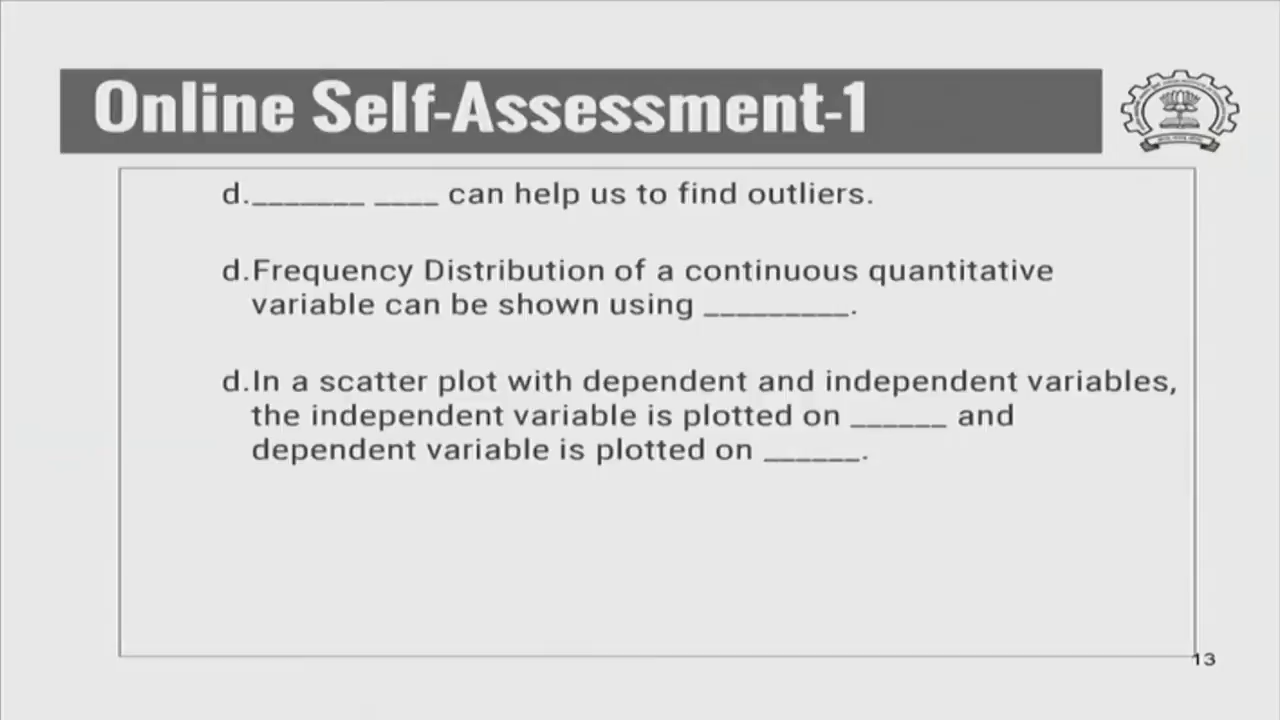 Online Self-Assessment-1
d._______ ____ can help us to find outliers.
d.Frequency Distribution of a continuous quantitative
variable can be shown using _________.
d.In a scatter plot with dependent and independent variables,
the independent variable is plotted on ______ and
dependent variable is plotted on ______.
13